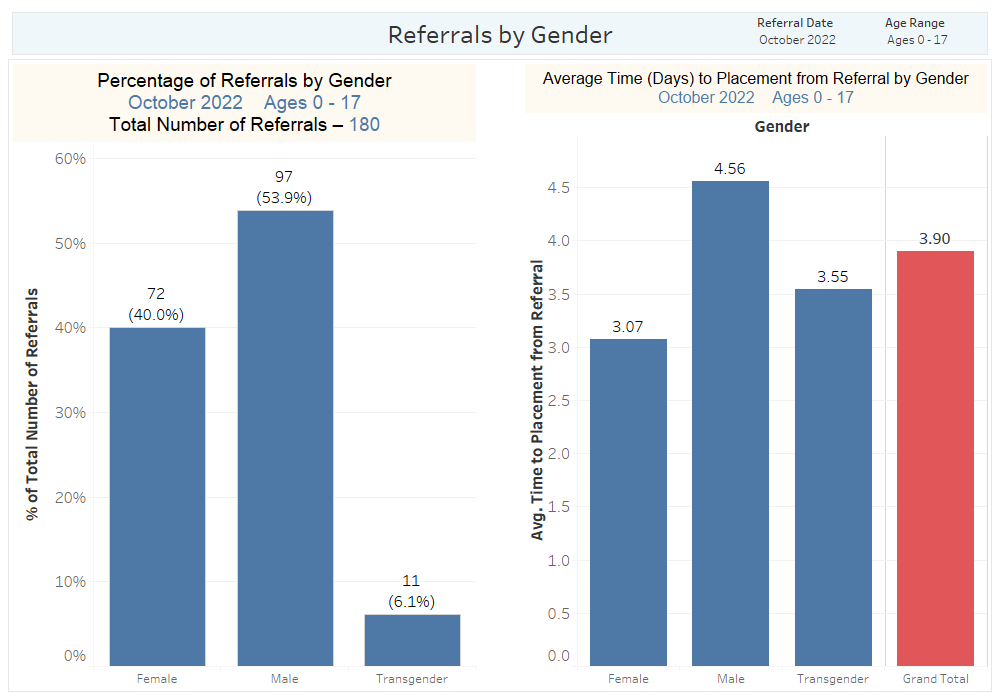 Referrals by Gender
Referral Date
October 2022
Age Range
Ages 0 - 17
Percentage of Referrals by Gender
October 2022 Ages 0 - 17
Total Number of Referrals – 180
% of Total Number of Referrals
60%
50%
40%
30%
20%
10%
0%
72
(40.0%)
97
(53.9%)
11
(6.1%)
Female
Male
Transgender
Average Time (Days) to Placement from Referral by Gender
October 2022 Ages 0 - 17
Gender
Avg. Time to Placement from Referral
4.5
4.0
3.5
3.0
2.5
2.0
1.5
1.0
0.5
0.0
3.07
4.56
3.55
3.90
Female
Male
Transgender
Grand Total